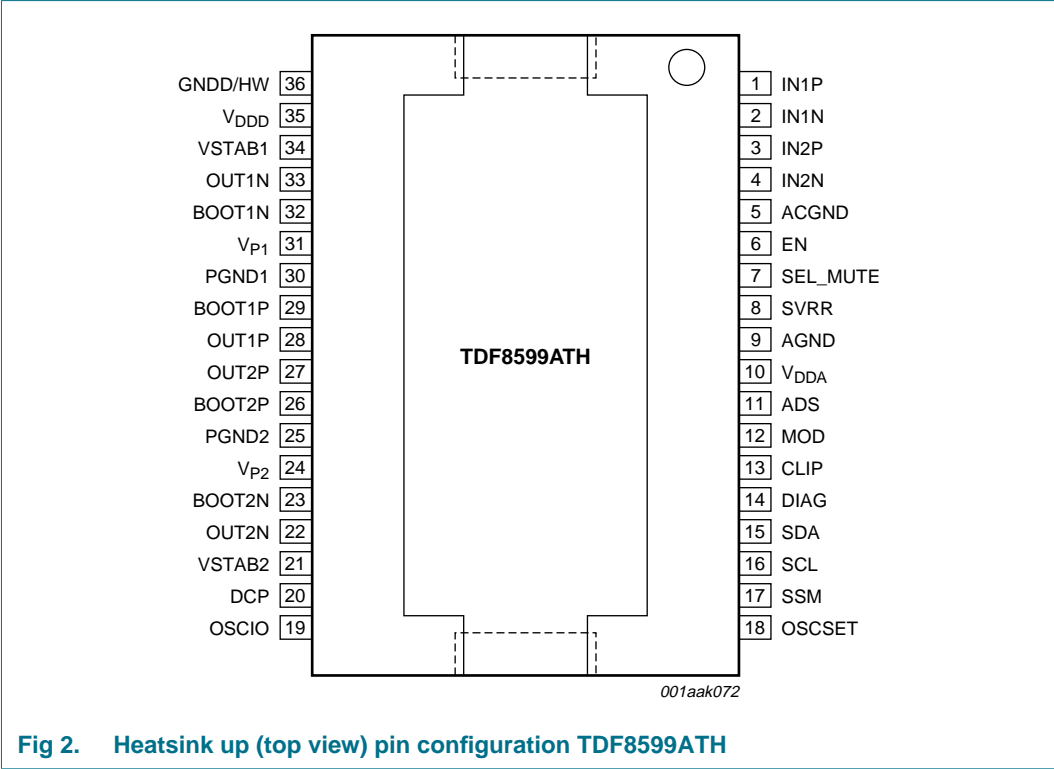 GNDD/HW 36 1 IN1P
VDDD 35 2 IN1N
VSTAB1 34 3 IN2P
OUT1N 33 4 IN2N
BOOT1N 32 5 ACGND
VP1 31 6 EN
PGND1 30 7 SEL_MUTE
BOOT1P 29 8 SVRR
OUT1P 28 9 AGND
TDF8599ATH
OUT2P 27 10 VDDA
BOOT2P 26 11 ADS
PGND2 25 12 MOD
VP2 24 13 CLIP
BOOT2N 23 14 DIAG
OUT2N 22 15 SDA
VSTAB2 21 16 SCL
DCP 20 17 SSM
OSCIO 19 18 OSCSET
001aak072
Fig 2. Heatsink up (top view) pin configuration TDF8599ATH